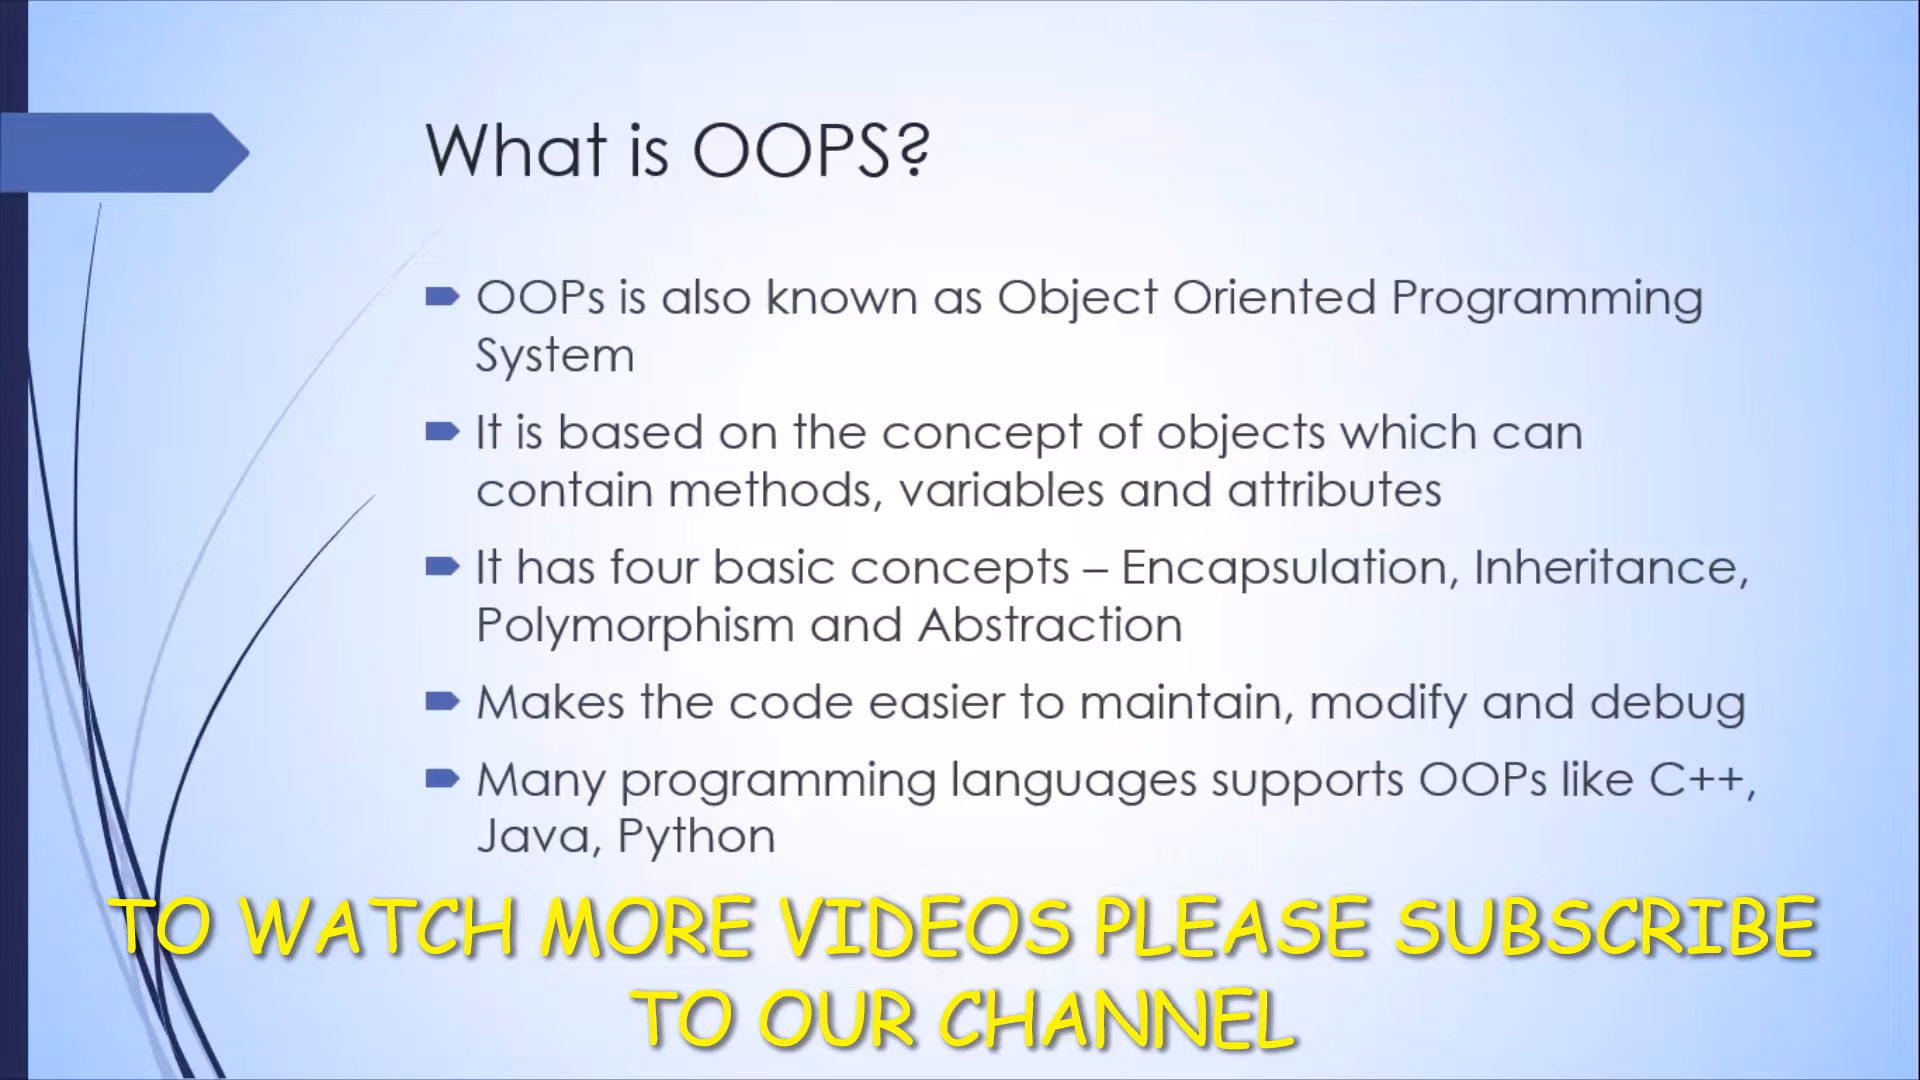 What is OOPS?
OOPs is also known as Object Oriented Programming
System
It is based on the concept of objects which can
contain methods, variables and attributes
It has four basic concepts – Encapsulation, Inheritance,
Polymorphism and Abstraction
Makes the code easier to maintain, modify and debug
Many programming languages supports OOPs like C++,
Java, Python
TO WATCH MORE VIDEOS PLEASE SUBSCRIBE
TO OUR CHANNEL